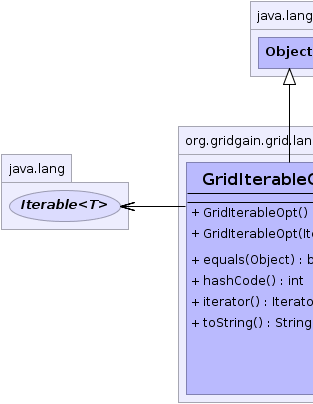 java.lang
Object
java.lang
Iterable<T>
org.gridgain.grid.lan
GridIterableO
+ GridIterableOpt()
+ GridIterableOpt(Ite
+ equals(Object) : b
+ hashCode() : int
+ iterator() : Iterato
+ toString() : String